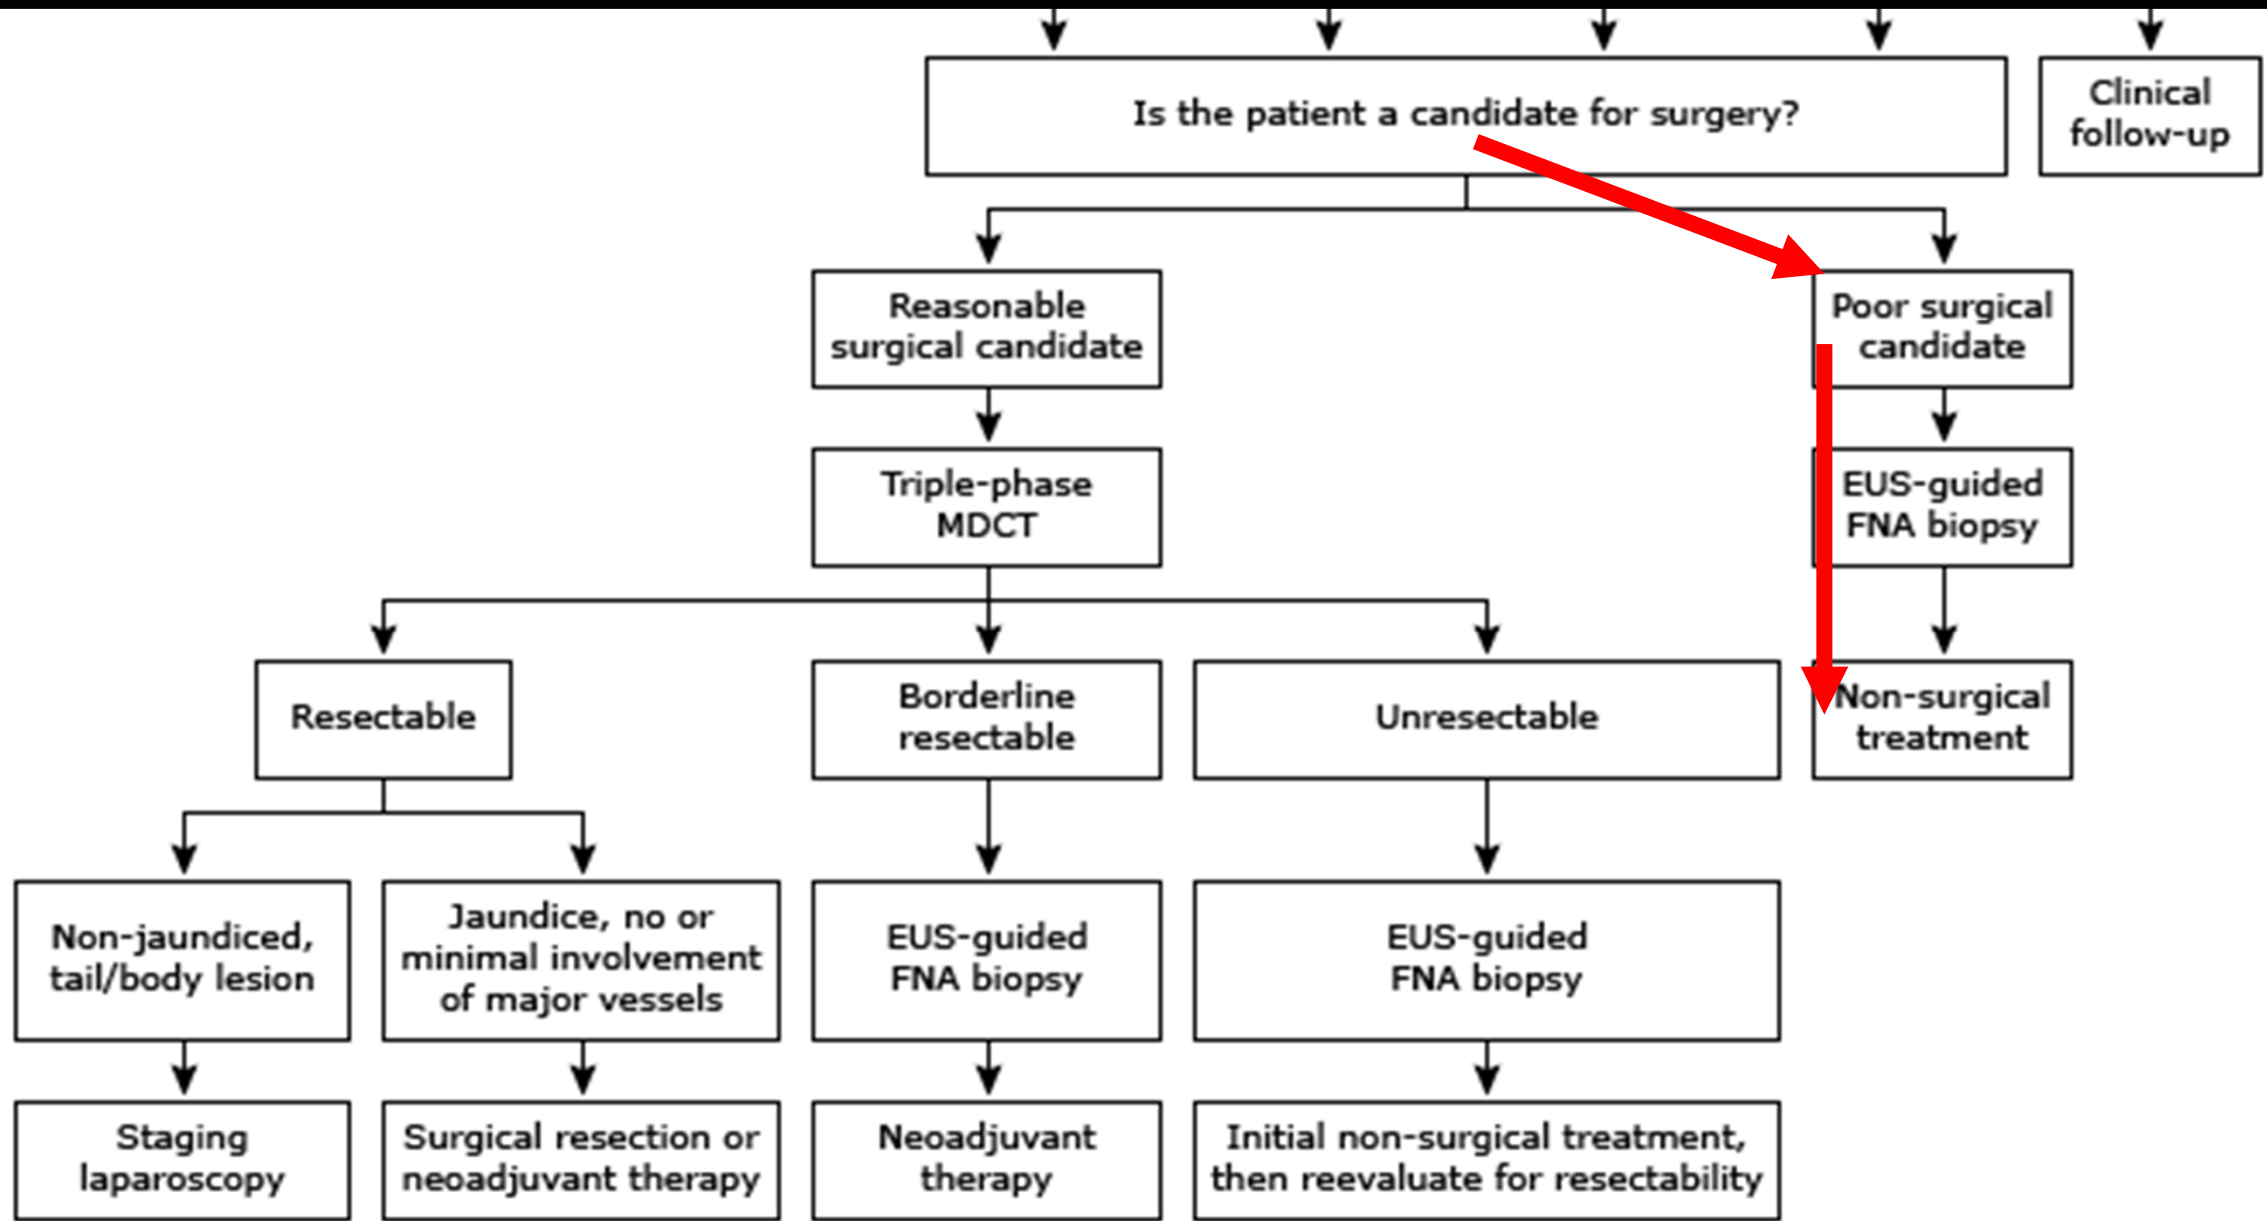 Is the patient a candidate for surgery?
Clinical
follow-up
Reasonable
surgical candidate
Poor surgical
candidate
Triple-phase
MDCT
EUS-guided
FNA biopsy
Resectable
Borderline
resectable
Unresectable
Non-surgical
treatment
Non-jaundiced,
tail/body lesion
Jaundice, no or
minimal involvement
of major vessels
EUS-guided
FNA biopsy
EUS-guided
FNA biopsy
Staging
laparoscopy
Surgical resection or
neoadjuvant therapy
Neoadjuvant
therapy
Initial non-surgical treatment,
then reevaluate for resectability